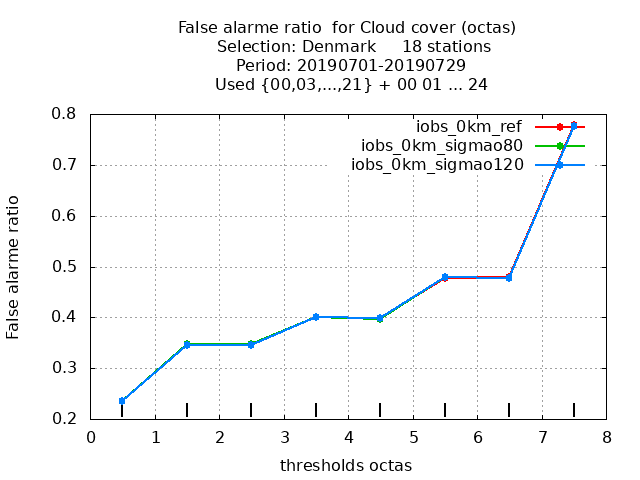 False alarme ratio  for Cloud cover (octas)
Selection: Denmark     18 stations
Period: 20190701-20190729
Used {00,03,...,21} + 00 01 ... 24
iobs_0km_ref
iobs_0km_sigmao80
iobs_0km_sigmao120
False alarme ratio
0.8
0.7
0.6
0.5
0.4
0.3
0.2
0 1 2 3 4 5 6 7 8
thresholds octas